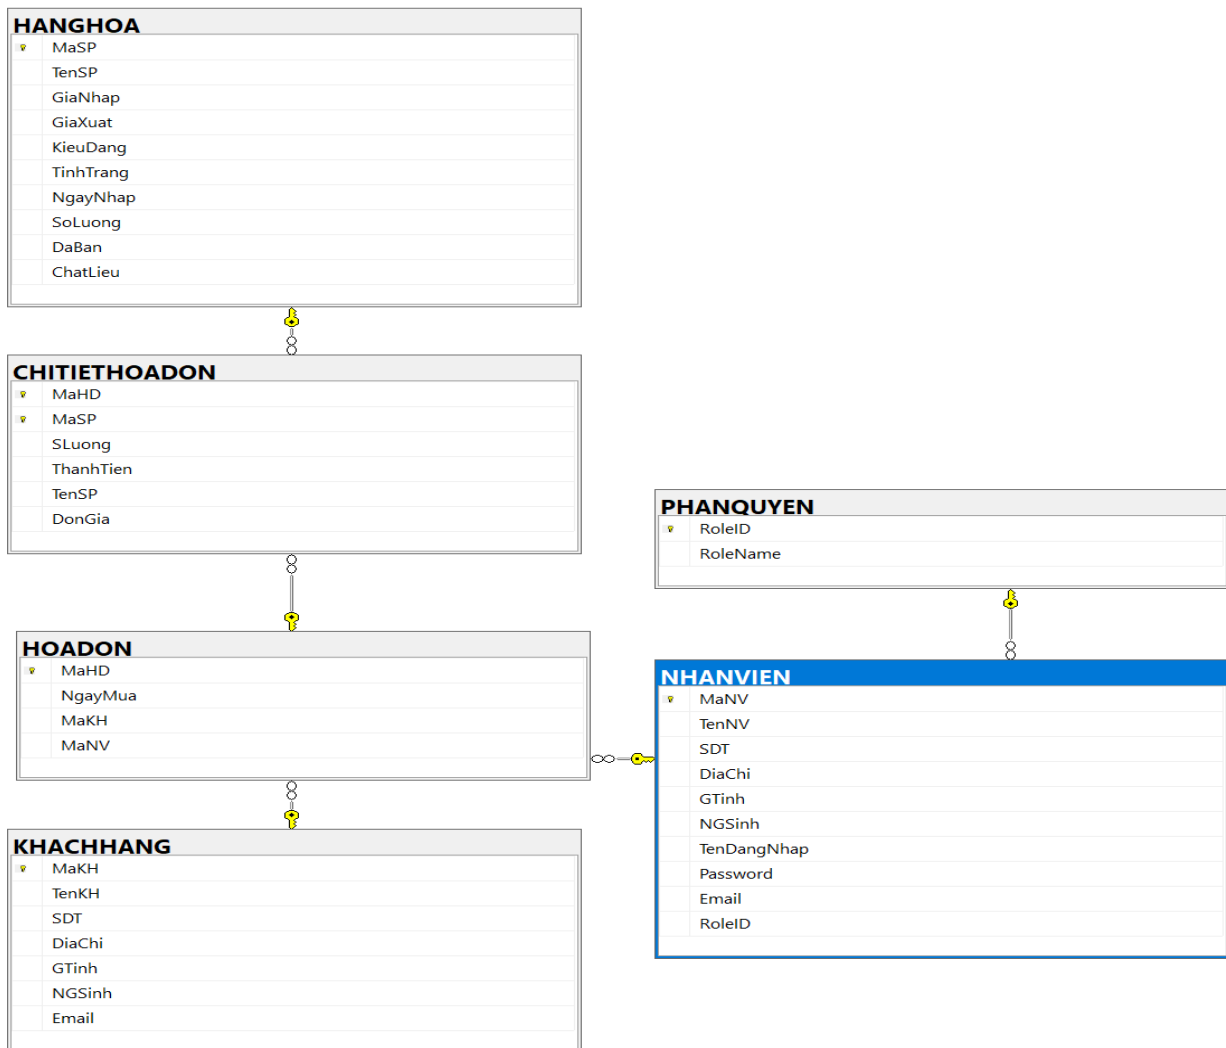 HANGHOA
MaSP
TenSP
GiaNhap
GiaXuat
KieuDang
TinhTrang
NgayNhap
SoLuong
DaBan
ChatLieu
CHITIETHOADON
MaHD
MaSP
SLuong
ThanhTien
TenSP
DonGia
HOADON
MaHD
NgayMua
MaKH
MaNV
KHACHHANG
MaKH
TenKH
SDT
DiaChi
GTinh
NGSinh
Email
PHANQUYEN
RoleID
RoleName
NHANVIEN
MaNV
TenNV
SDT
DiaChi
GTinh
NGSinh
TenDangNhap
Password
Email
RoleID